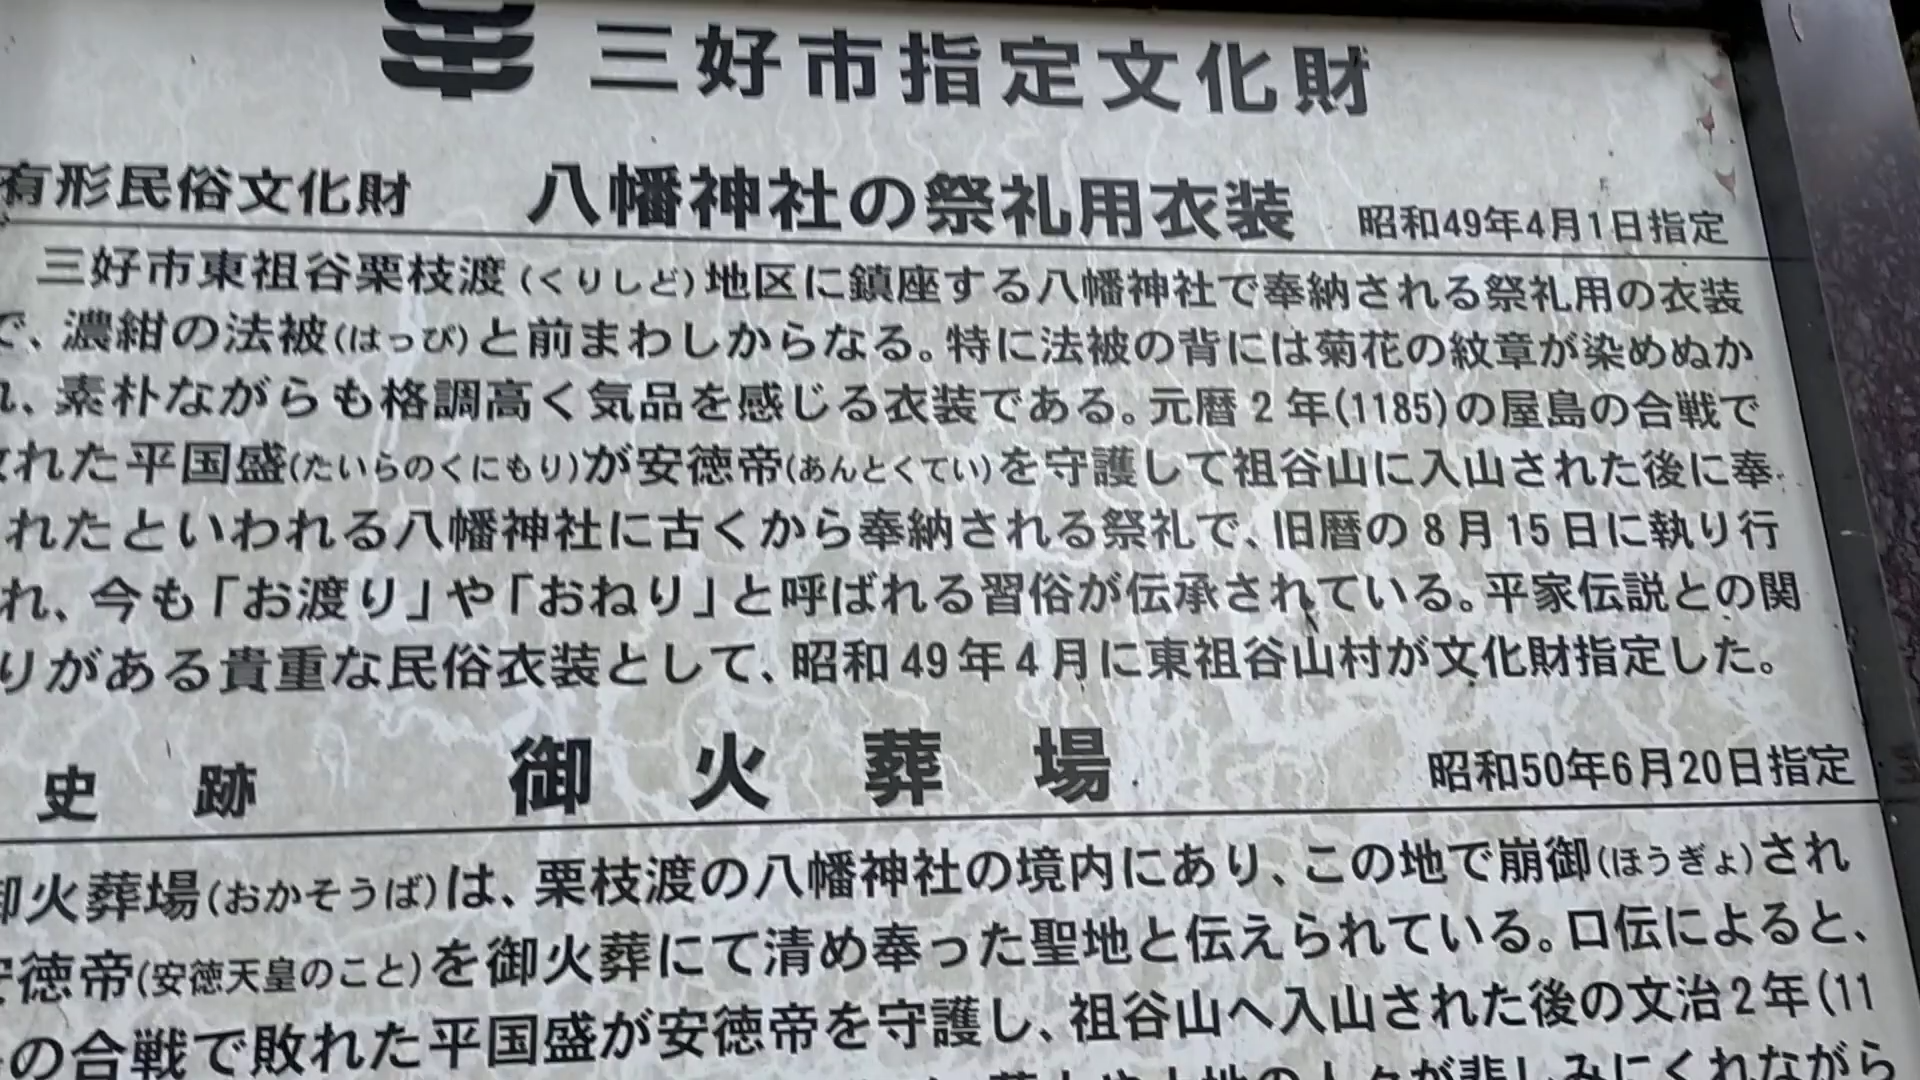 三好市指定文化財
有形民俗文化財 八幡神社の祭礼用衣装 昭和49年4月1日指定
三好市東祖谷栗枝渡(くりしど)地区に鎮座する八幡神社で奉納される祭礼用の衣装
で、濃紺の法被(はっぴ)と前まわしからなる。特に法被の背には菊花の紋章が染めぬか
れ、素朴ながらも格調高く気品を感じる衣装である。元暦2年(1185)の屋島の合戦で
れた平国盛(たいらのくにもり)が安徳帝(あんとくてい)を守護して祖谷山に入山された後に奉
れたといわれる八幡神社に古くから奉納される祭礼で、旧暦の8月15日に執り行
れ、今も「お渡り」や「おねり」と呼ばれる習俗が伝承されている。平家伝説との関
りがある貴重な民俗衣装として、昭和49年4月に東祖谷山村が文化財指定した。
史跡 御火葬場 昭和50年6月20日指定
御火葬場(おかそうば)は、栗枝渡の八幡神社の境内にあり、この地で崩御(ほうぎょ)され
安徳帝(安徳天皇のこと)を御火葬にて清め奉った聖地と伝えられている。口伝によると、
の合戦で敗れた平国盛が安徳帝を守護し、祖谷山へ入山された後の文治2年(11
の人々が悲しみにくれながら